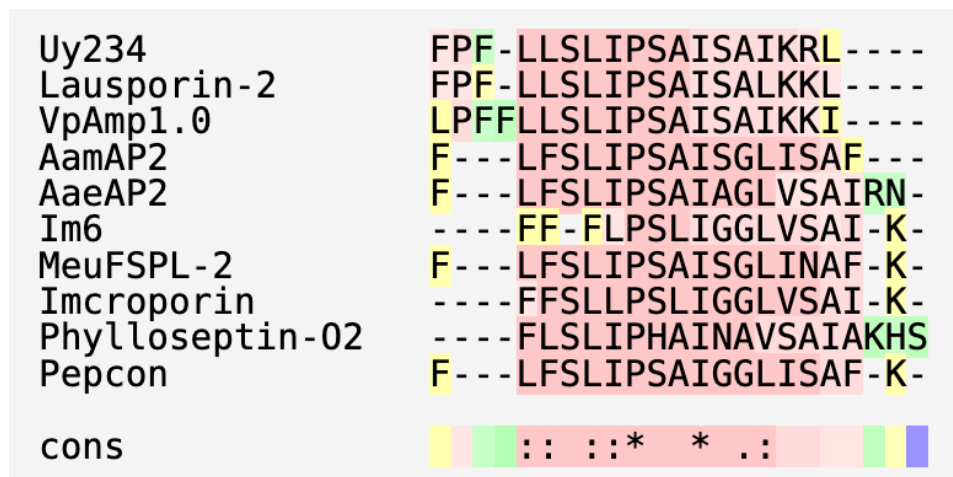 Uy234 FPF-LLSLIPSAISAIKRL----
Lausporin-2 FPF-LLSLIPSAISALKKL----
VpAmp1.0 LPFFLLSLIPSAISAIKKI----
AamAP2 F---LFSLIPSAISGLISAF---
AaeAP2 F---LFSLIPSAIAGLVSAIRN-
Im6 ----FF-FLPSLIGGLVSAI-K-
MeuFSPL-2 F---LFSLIPSAISGLINAF-K-
Imcroporin ----FFSLLPSLIGGLVSAI-K-
Phylloseptin-O2 ----FLSLIPHAINAVSAIAKHS
Pepcon F---LFSLIPSAIGGLISAF-K-
cons :: ::*  * .: